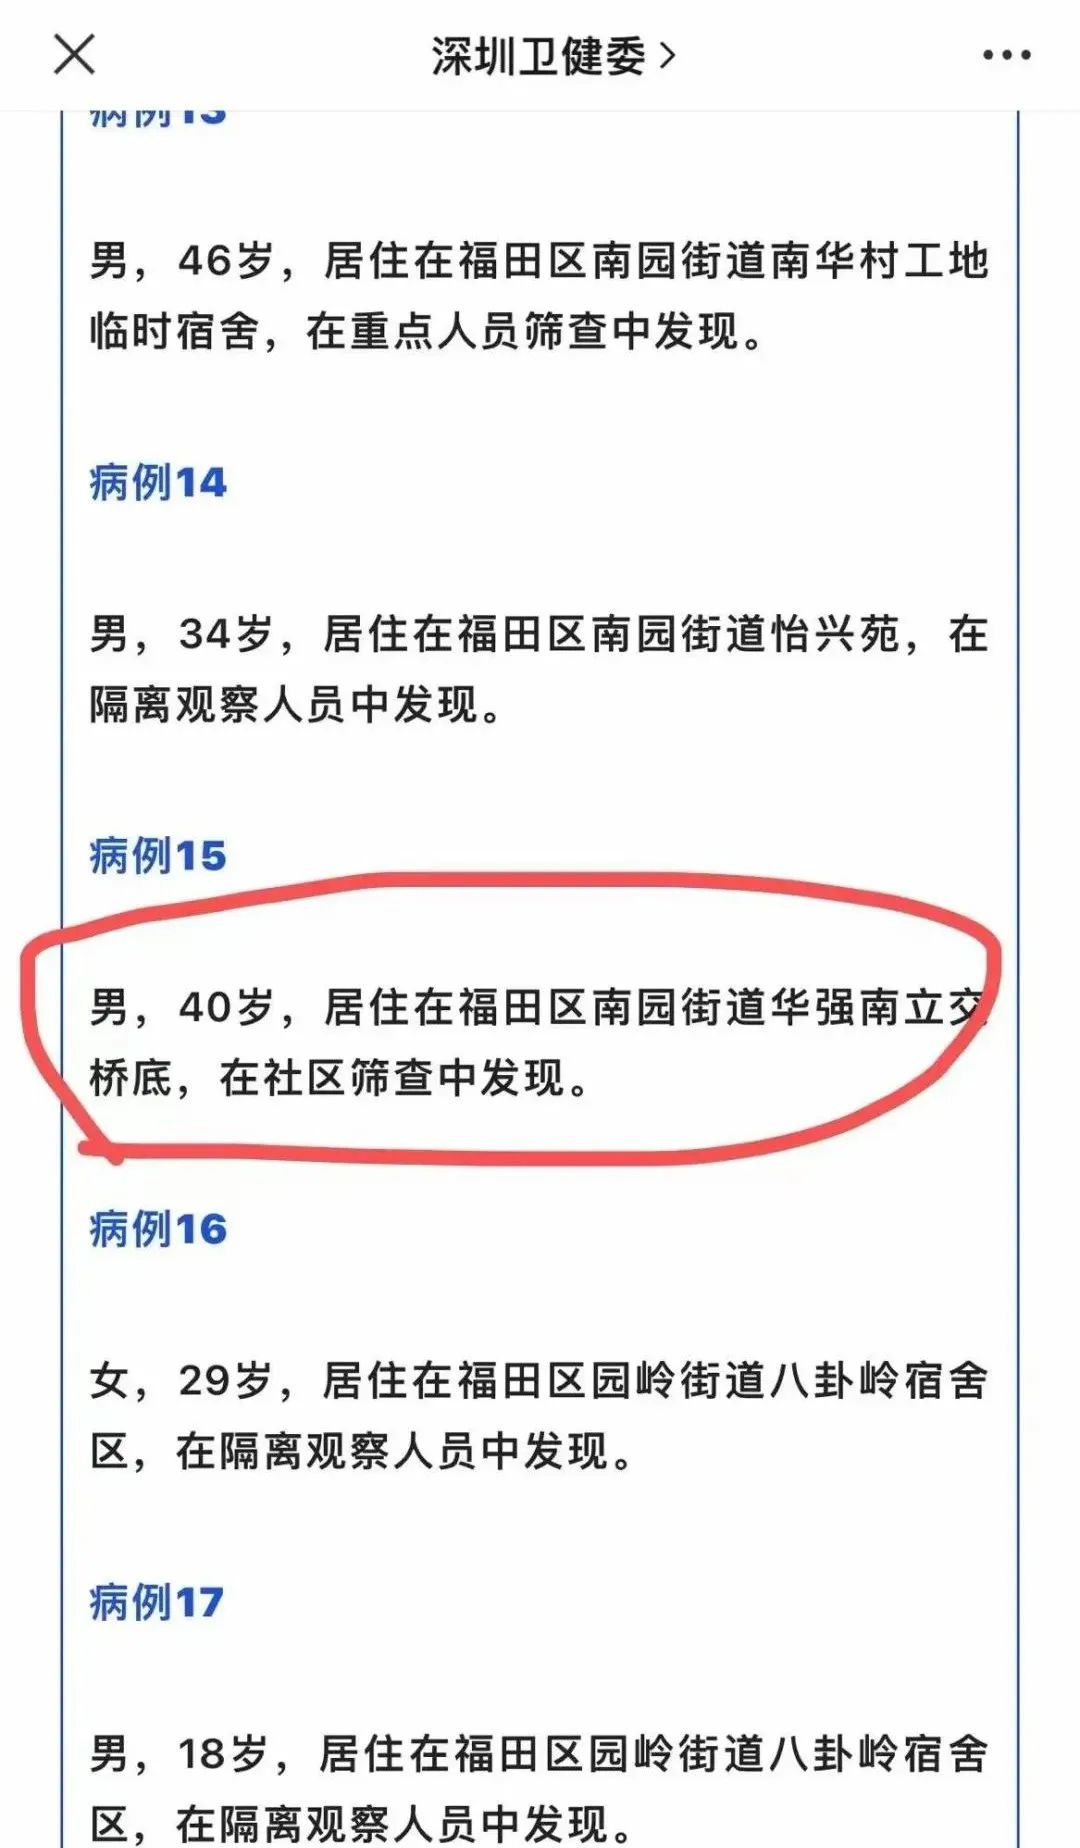 深圳卫健委
病例13
男，46岁，居住在福田区南园街道南华村工地
临时宿舍，在重点人员筛查中发现。
病例14
男，34岁，居住在福田区南园街道怡兴苑，在
隔离观察人员中发现。
病例15
男，40岁，居住在福田区南园街道华强南立交
桥底，在社区筛查中发现。
病例16
女，29岁，居住在福田区园岭街道八卦岭宿舍
区，在隔离观察人员中发现。
病例17
男，18岁，居住在福田区园岭街道八卦岭宿舍
区，在隔离观察人员中发现。